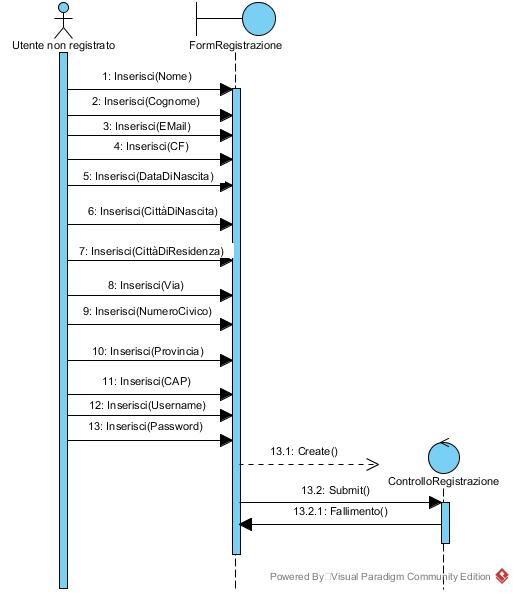 Utente non registrato
FormRegistrazione
1: Inserisci(Nome)
2: Inserisci(Cognome)
3: Inserisci(EMail)
4: Inserisci(CF)
5: Inserisci(DataDiNascita)
6: Inserisci(CittàDiNascita)
7: Inserisci(CittàDiResidenza)
8: Inserisci(Via)
9: Inserisci(NumeroCivico)
10: Inserisci(Provincia)
11: Inserisci(CAP)
12: Inserisci(Username)
13: Inserisci(Password)
13.1: Create()
ControlloRegistrazione
13.2: Submit()
13.2.1: Fallimento()
Powered By Visual Paradigm Community Edition